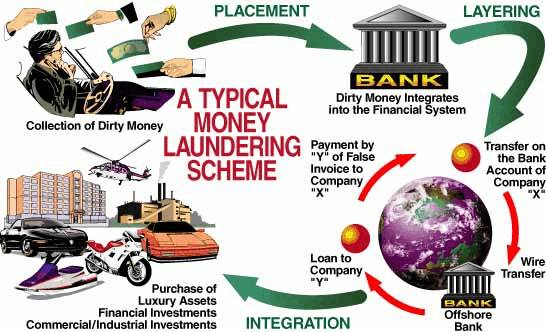 PLACEMENT
LAYERING
BANK
Dirty Money Integrates
into the Financial System
Collection of Dirty Money
A TYPICAL
MONEY
LAUNDERING
SCHEME
Payment by
"Y" of False
Invoice to
Company
"X"
Transfer on
the Bank
Account of
Company
"X"
Loan to
Company
"Y"
Wire
Transfer
BANK
Offshore
Bank
Purchase of
Luxury Assets
Financial Investments
Commercial/Industrial Investments
INTEGRATION